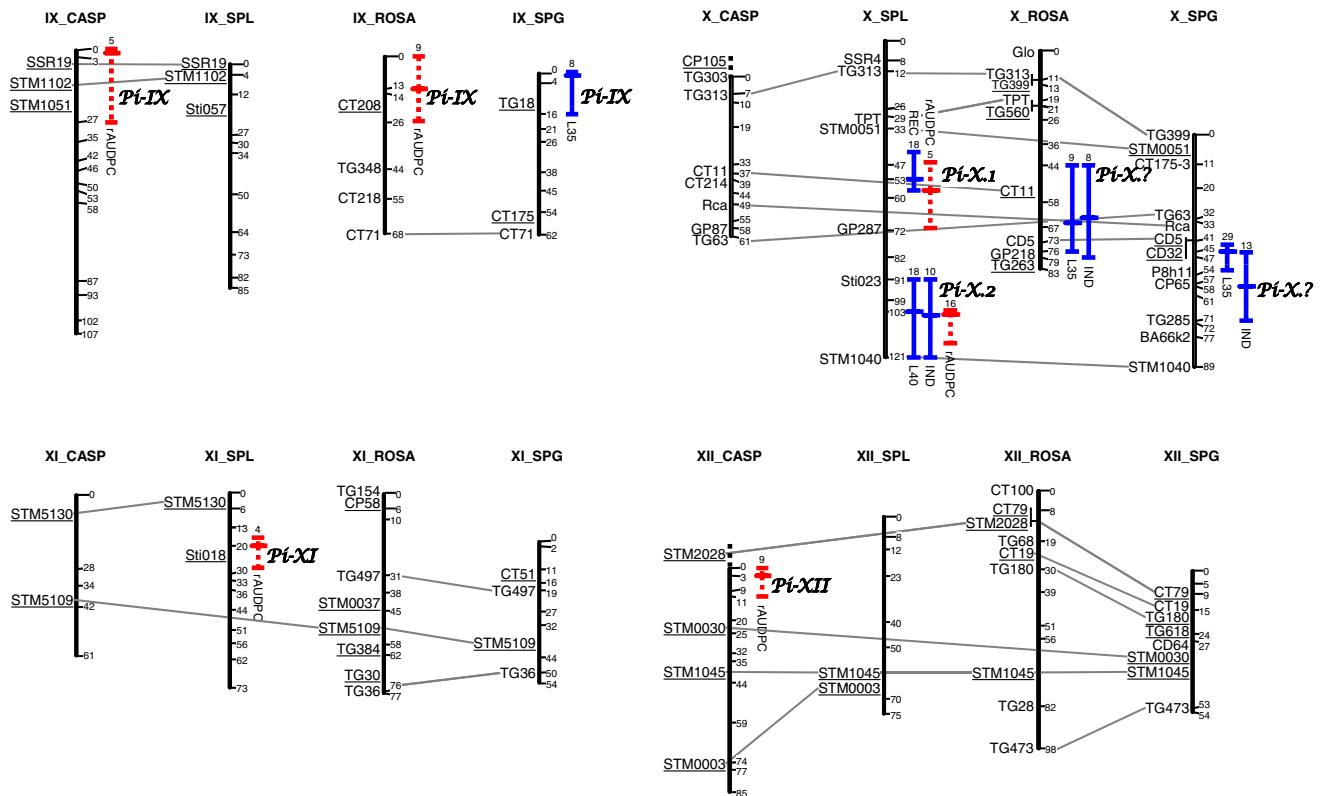 IX_CASP IX_SPL IX_ROSA IX_SPG
SSR19
STM1102
STM1051
0
3
27
35
42
46
50
53
58
87
93
102
107
5
rAUDPC
Pi-IX
SSR19
STM1102
Sti057
0
4
12
27
30
34
50
64
73
82
85
CT208
TG348
CT218
CT71
0
13
14
26
44
55
68
9
rAUDPC
Pi-IX
TG18
CT175
CT71
0
4
16
21
26
38
45
54
62
8
L35
Pi-IX
X_CASP X_SPL X_ROSA X_SPG
CP105
TG303
TG313
CT11
CT214
Rca
GP87
TG63
0
7
10
19
33
37
39
44
49
55
58
61
SSR4
TG313
TPT
STM0051
GP287
Sti023
STM1040
0
8
12
26
29
33
47
53
60
72
82
91
99
103
121
REC
18
rAUDPC
5
Pi-X.1
18
L40
10
IND
16
rAUDPC
Pi-X.2
Glo
TG313
TG399
TPT
TG560
CT11
CD5
GP218
TG263
0
11
13
19
21
26
36
44
58
67
73
76
79
83
9
L35
8
IND
Pi-X.?
TG399
STM0051
CT175-3
TG63
Rca
CD5
CD32
P8h11
CP65
TG285
BA66k2
STM1040
0
11
20
32
33
41
45
47
54
57
58
61
71
72
77
89
29
L35
13
IND
Pi-X.?
XI_CASP XI_SPL XI_ROSA XI_SPG
STM5130
STM5109
0
28
34
42
61
STM5130
Sti018
0
6
13
20
30
33
36
44
51
56
62
73
4
rAUDPC
Pi-XI
TG154
CP58
TG497
STM0037
STM5109
TG384
TG30
TG36
0
6
10
31
38
45
58
62
76
77
CT51
TG497
STM5109
TG36
0
2
11
16
19
27
32
44
50
54
XII_CASP XII_SPL XII_ROSA XII_SPG
STM2028
STM0030
STM1045
STM0003
0
3
9
11
20
25
32
35
44
59
74
77
85
9
rAUDPC
Pi-XII
STM1045
STM0003
0
8
12
23
40
50
70
75
CT100
CT79
STM2028
TG68
CT19
TG180
STM1045
TG28
TG473
0
8
19
30
39
51
56
82
98
CT79
CT19
TG180
TG618
CD64
STM0030
STM1045
TG473
0
5
9
15
24
27
53
54